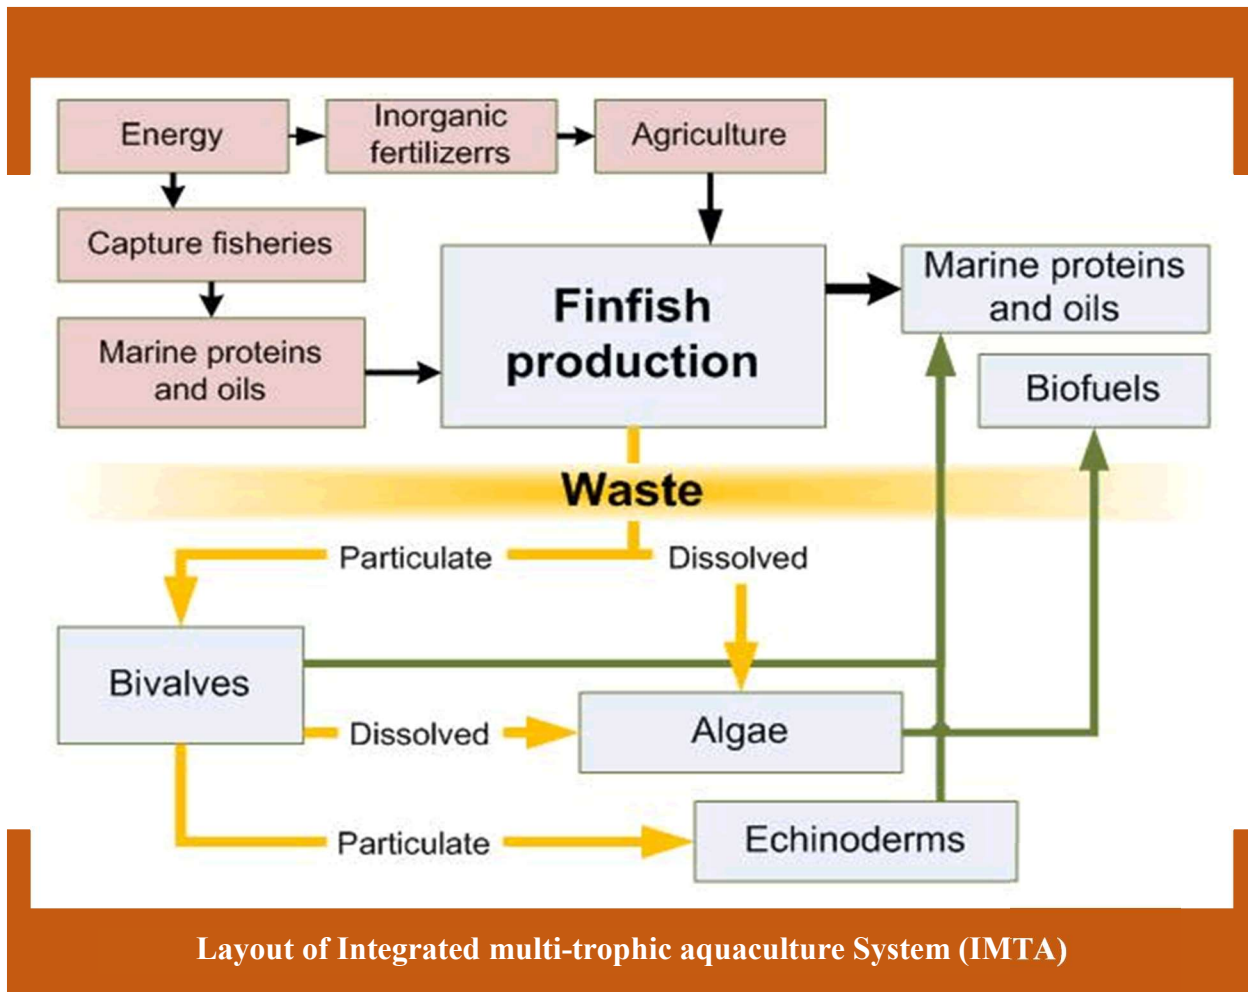 Energy
Inorganic
fertilizerrs
Agriculture
Capture fisheries
Marine proteins
and oils
Finfish
production
Marine proteins
and oils
Biofuels
Waste
Particulate
Dissolved
Bivalves
Dissolved
Algae
Particulate
Echinoderms
Layout of Integrated multi-trophic aquaculture System (IMTA)